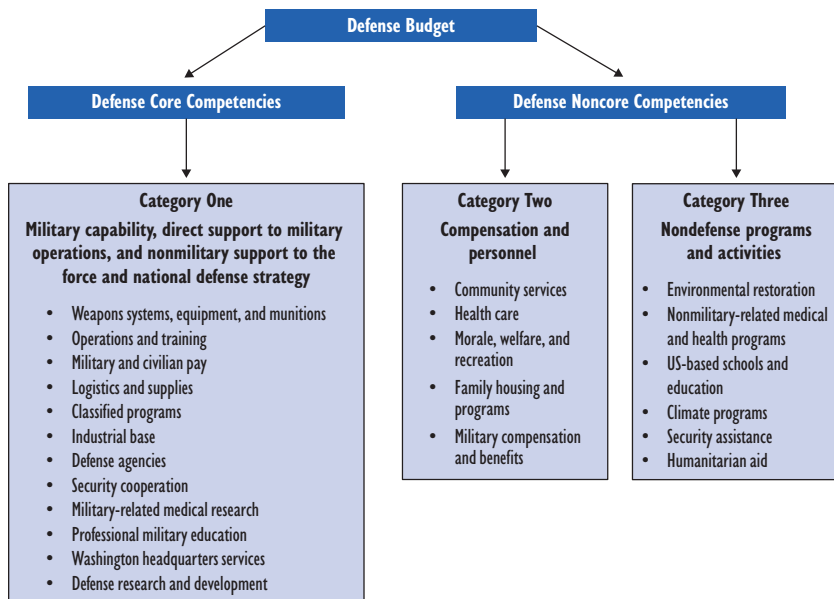 Defense Budget
Defense Core Competencies
Defense Noncore Competencies
Category One
Military capability, direct support to military
operations, and nonmilitary support to the
force and national defense strategy
• Weapons systems, equipment, and munitions
• Operations and training
• Military and civilian pay
• Logistics and supplies
• Classified programs
• Industrial base
• Defense agencies
• Security cooperation
• Military-related medical research
• Professional military education
• Washington headquarters services
• Defense research and development
Category Two
Compensation and
personnel
• Community services
• Health care
• Morale, welfare, and
recreation
• Family housing and
programs
• Military compensation
and benefits
Category Three
Nondefense programs
and activities
• Environmental restoration
• Nonmilitary-related medical
and health programs
• US-based schools and
education
• Climate programs
• Security assistance
• Humanitarian aid